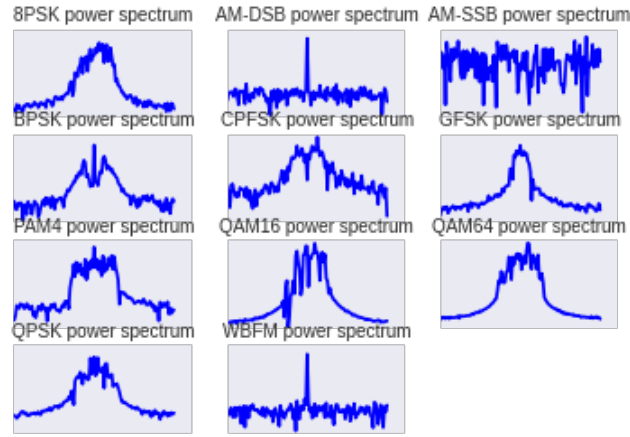 8PSK power spectrum
AM-DSB power spectrum
AM-SSB power spectrum
BPSK power spectrum
CPFSK power spectrum
GFSK power spectrum
PAM4 power spectrum
QAM16 power spectrum
QAM64 power spectrum
QPSK power spectrum
WBFM power spectrum